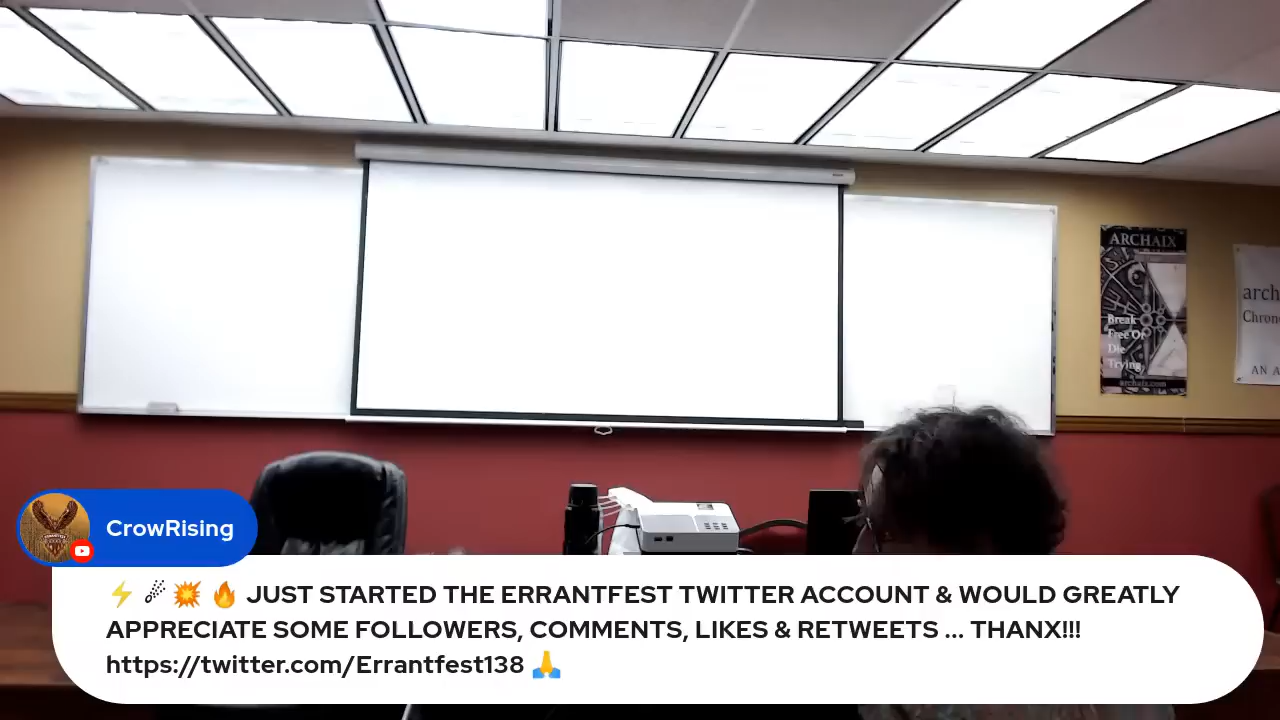 ARCHAIX
Break
Free Or
Die
Trying
archaix.com
arch
Chron
AN A
CrowRising
⚡ ☄ 💥 🔥 JUST STARTED THE ERRANTFEST TWITTER ACCOUNT & WOULD GREATLY
APPRECIATE SOME FOLLOWERS, COMMENTS, LIKES & RETWEETS ... THANX!!!
https://twitter.com/Errantfest138 🙏